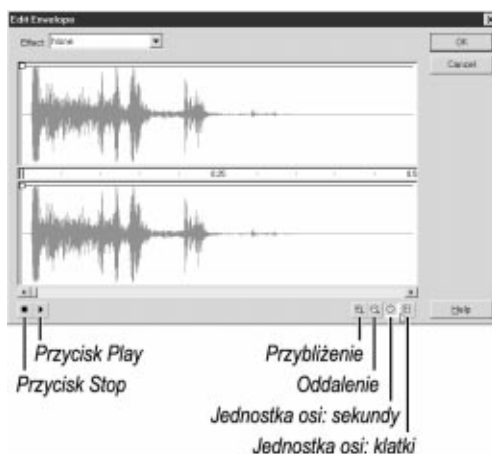 Edit Envelope
Effect: None
OK
Cancel
0.25
0.5
Help
Przycisk Play
Przycisk Stop
Przybliżenie
Oddalenie
Jednostka osi: sekundy
Jednostka osi: klatki